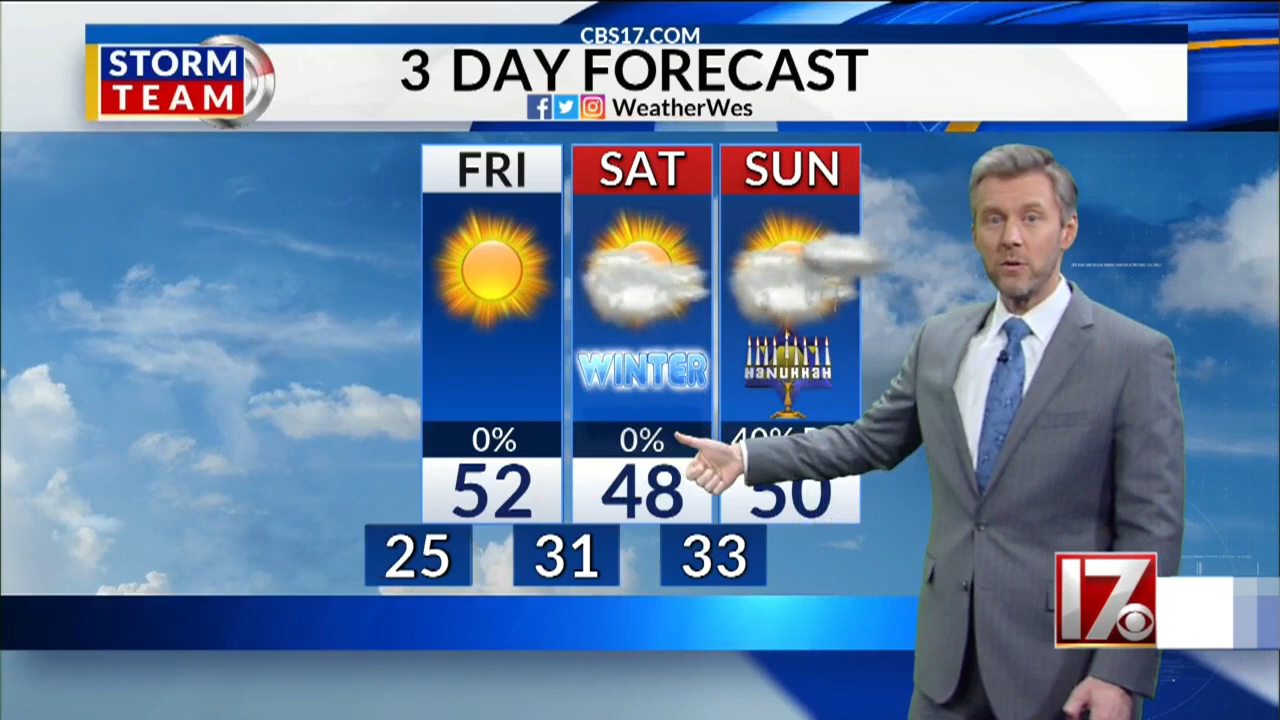 CBS17.COM
STORM
TEAM
3 DAY FORECAST
WeatherWes
FRI
SAT
SUN
WINTER
HANUKKAH
0%
0%
52
48
50
25
31
33
17